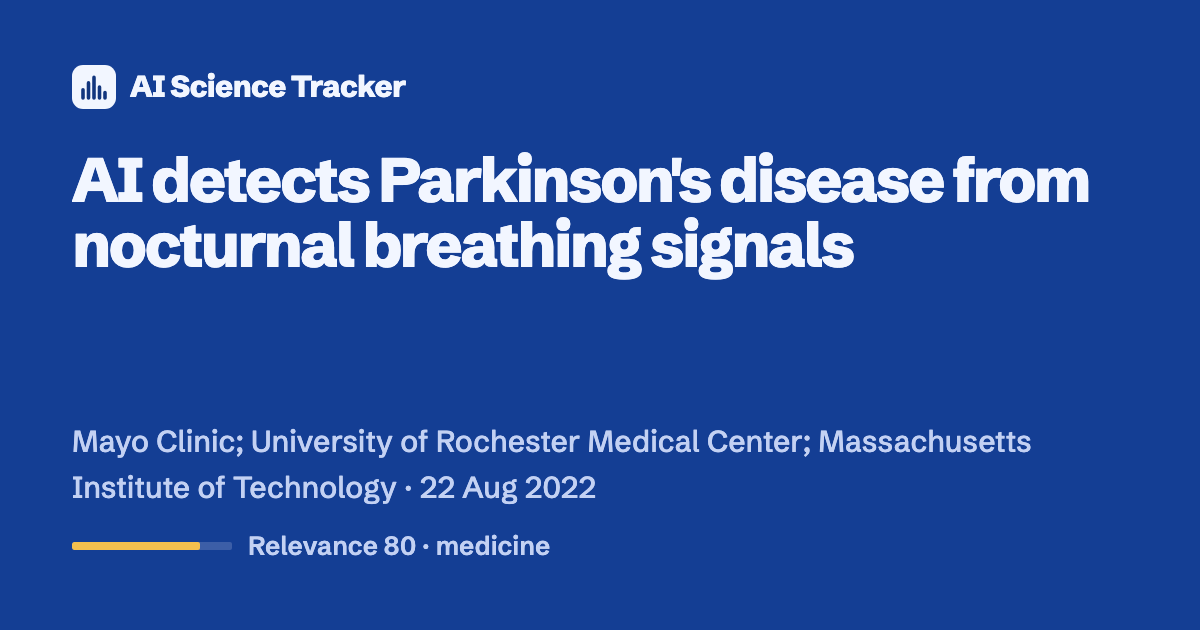 AI Science Tracker
AI detects Parkinson's disease from
nocturnal breathing signals
Mayo Clinic; University of Rochester Medical Center; Massachusetts
Institute of Technology · 22 Aug 2022
Relevance 80 · medicine